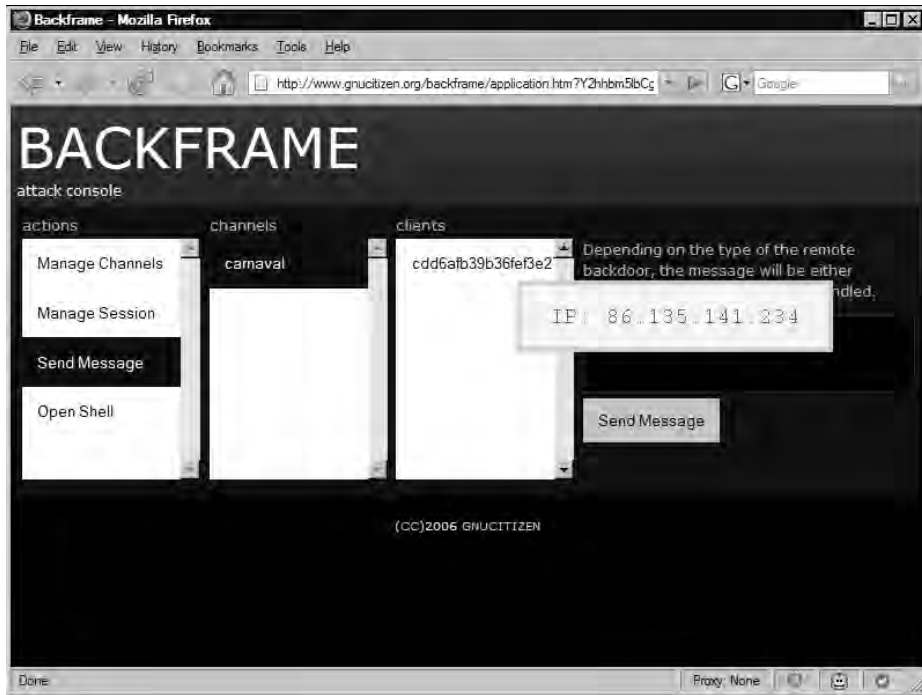 Backframe - Mozilla Firefox
File Edit View History Bookmarks Tools Help
http://www.gnucitizen.org/backframe/application.htm?Y2hhbm5lbCg
G Google
BACKFRAME
attack console
actions channels clients
Manage Channels
Manage Session
Send Message
Open Shell
carnaval
cdd6afb39b36fef3e2
Depending on the type of the remote
backdoor, the message will be either
ndled.
IP: 86.135.141.234
Send Message
(CC)2006 GNUCITIZEN
Done
Proxy: None